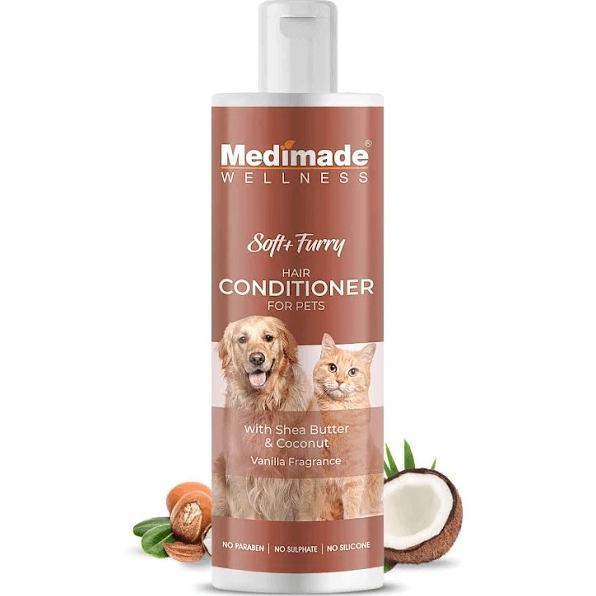 Medimade®
WELLNESS
Soft+ Furry
HAIR
CONDITIONER
FOR PETS
with Shea Butter
& Coconut
Vanilla Fragrance
NO PARABEN | NO SULPHATE | NO SILICONE